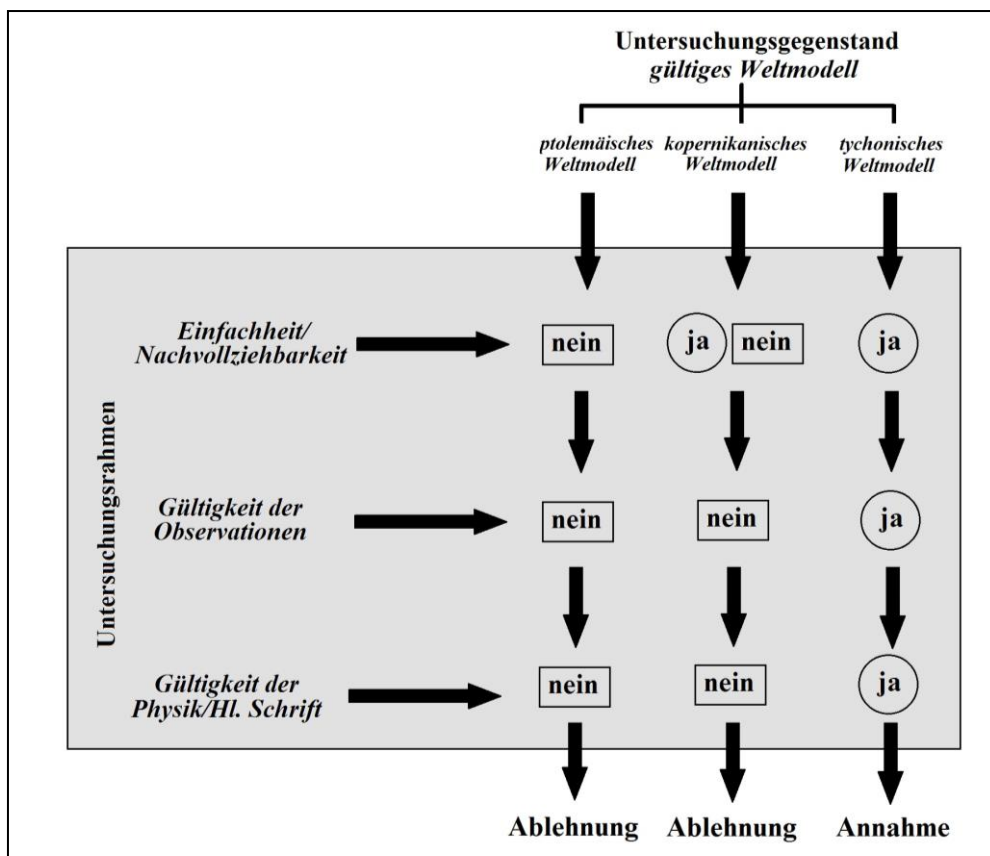 Untersuchungsgegenstand
gültiges Weltmodell
ptolemäisches
Weltmodell
kopernikanisches
Weltmodell
tychonisches
Weltmodell
Untersuchungsrahmen
Einfachheit/
Nachvollziehbarkeit
nein
ja
nein
ja
Gültigkeit der
Observationen
nein
nein
ja
Gültigkeit der
Physik/Hl. Schrift
nein
nein
ja
Ablehnung
Ablehnung
Annahme